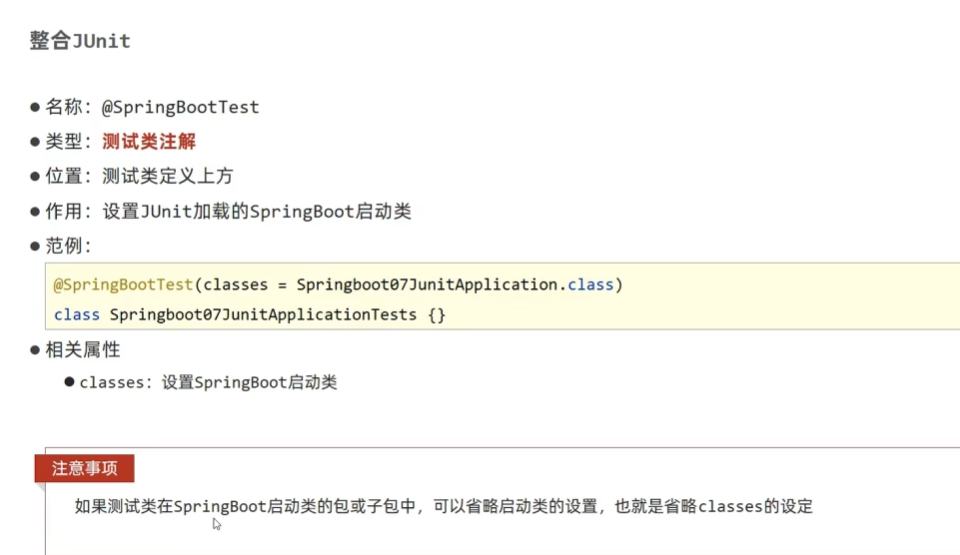 整合JUnit
● 名称：@SpringBootTest
● 类型：测试类注解
● 位置：测试类定义上方
● 作用：设置JUnit加载的SpringBoot启动类
● 范例：
@SpringBootTest(classes = Springboot07JunitApplication.class)
class Springboot07JunitApplicationTests {}
● 相关属性
● classes：设置SpringBoot启动类
注意事项
如果测试类在SpringBoot启动类的包或子包中，可以省略启动类的设置，也就是省略classes的设定